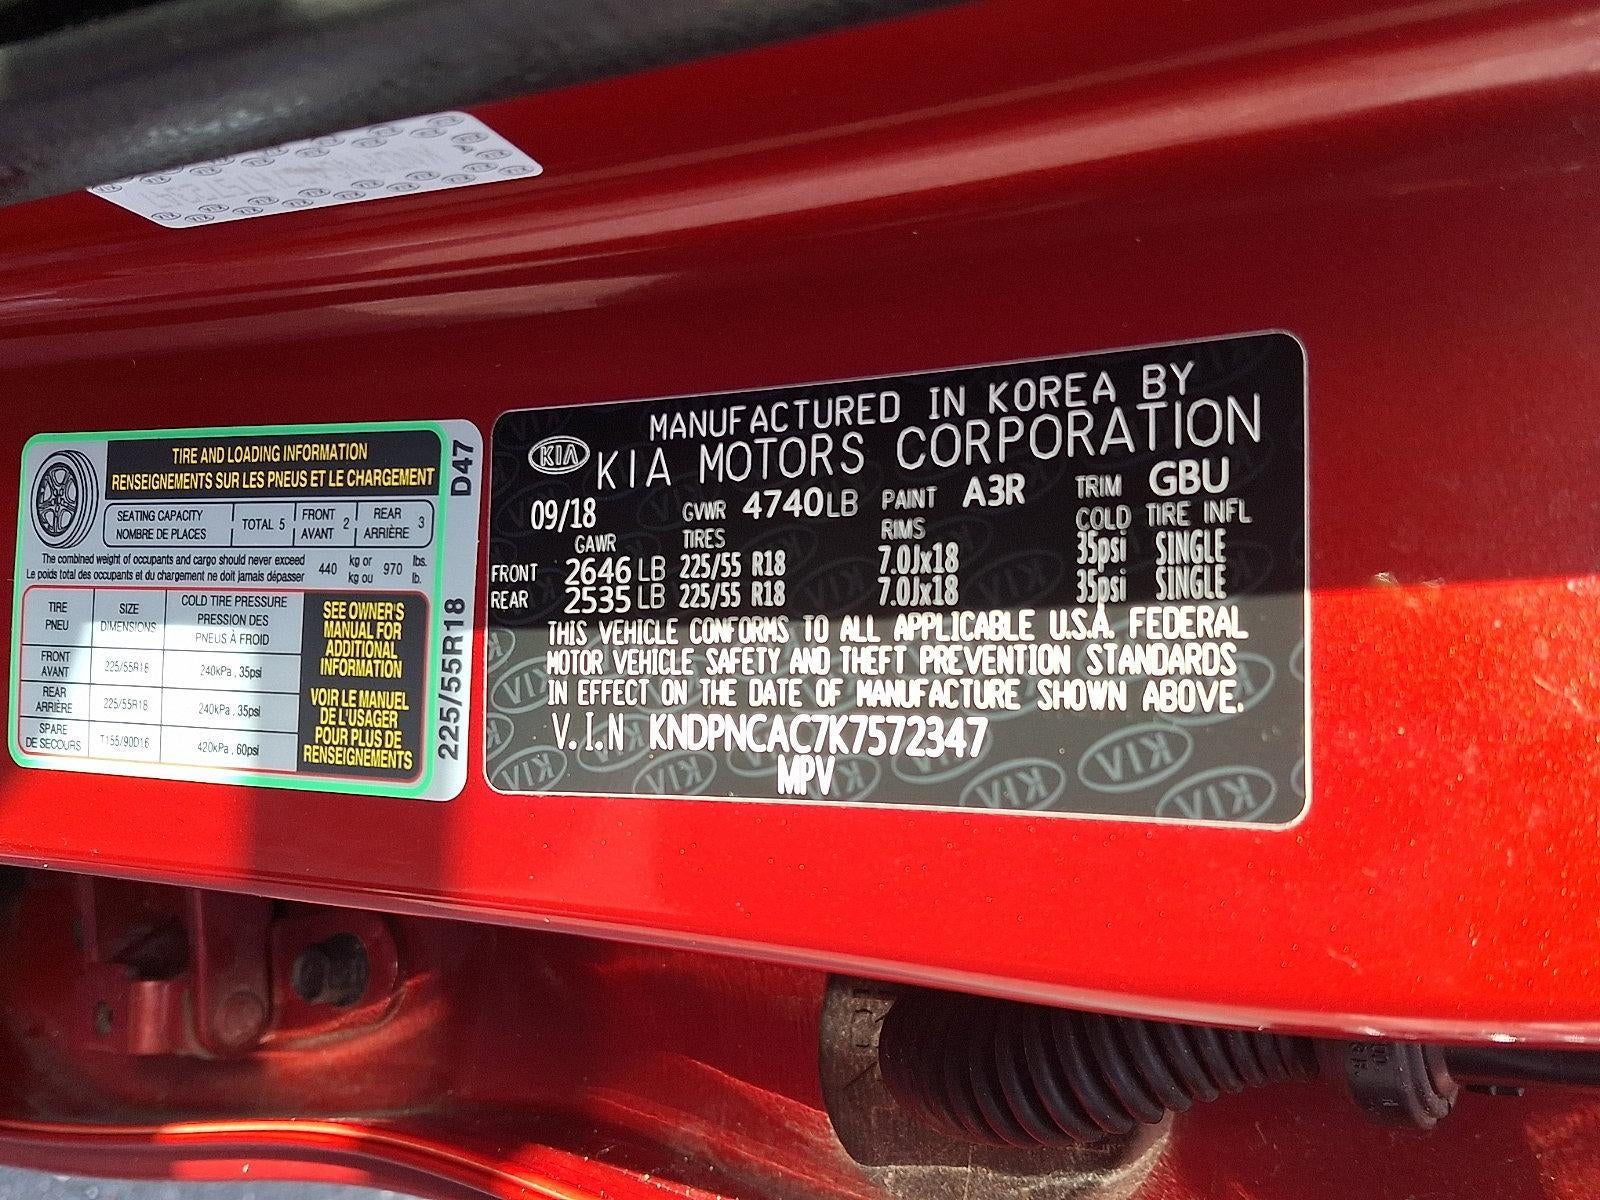 TIRE AND LOADING INFORMATION
RENSEIGNEMENTS SUR LES PNEUS ET LE CHARGEMENT
SEATING CAPACITY
NOMBRE DE PLACES
TOTAL 5
FRONT
AVANT 2
REAR
ARRIÈRE 3
The combined weight of occupants and cargo should never exceed
Le poids total des occupants et du chargement ne doit jamais dépasser
440 kg or
kg ou
970 lbs.
lb.
TIRE
PNEU
SIZE
DIMENSIONS
COLD TIRE PRESSURE
PRESSION DES
PNEUS À FROID
FRONT
AVANT
225/55R18
240kPa , 35psi
REAR
ARRIÈRE
225/55R18
240kPa , 35psi
SPARE
DE SECOURS
T155/90D16
420kPa , 60psi
SEE OWNER'S
MANUAL FOR
ADDITIONAL
INFORMATION
VOIR LE MANUEL
DE L'USAGER
POUR PLUS DE
RENSEIGNEMENTS
225/55R18 D47
MANUFACTURED IN KOREA BY
KIA KIA MOTORS CORPORATION
09/18 GVWR 4740LB PAINT A3R TRIM GBU
GAWR TIRES RIMS COLD TIRE INFL
FRONT 2646 LB 225/55 R18 7.0Jx18 35psi SINGLE
REAR 2535 LB 225/55 R18 7.0Jx18 35psi SINGLE
THIS VEHICLE CONFORMS TO ALL APPLICABLE U.S.A. FEDERAL
MOTOR VEHICLE SAFETY AND THEFT PREVENTION STANDARDS
IN EFFECT ON THE DATE OF MANUFACTURE SHOWN ABOVE.
V.I.N KNDPNCAC7K7572347
MPV